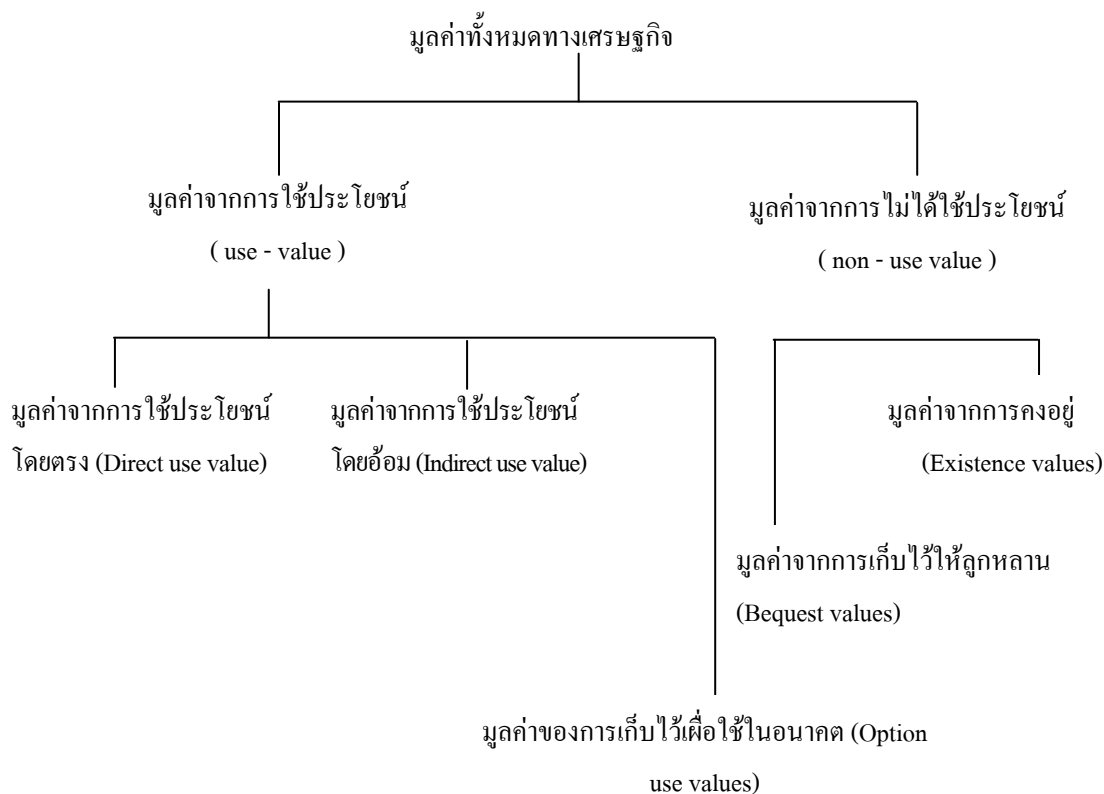 มูลค่าทั้งหมดทางเศรษฐกิจ
มูลค่าจากการใช้ประโยชน์
( use - value )
มูลค่าจากการไม่ได้ใช้ประโยชน์
( non - use value )
มูลค่าจากการใช้ประโยชน์
โดยตรง (Direct use value)
มูลค่าจากการใช้ประโยชน์
โดยอ้อม (Indirect use value)
มูลค่าจากการคงอยู่
(Existence values)
มูลค่าจากการเก็บไว้ให้ลูกหลาน
(Bequest values)
มูลค่าของการเก็บไว้เผื่อใช้ในอนาคต (Option
use values)